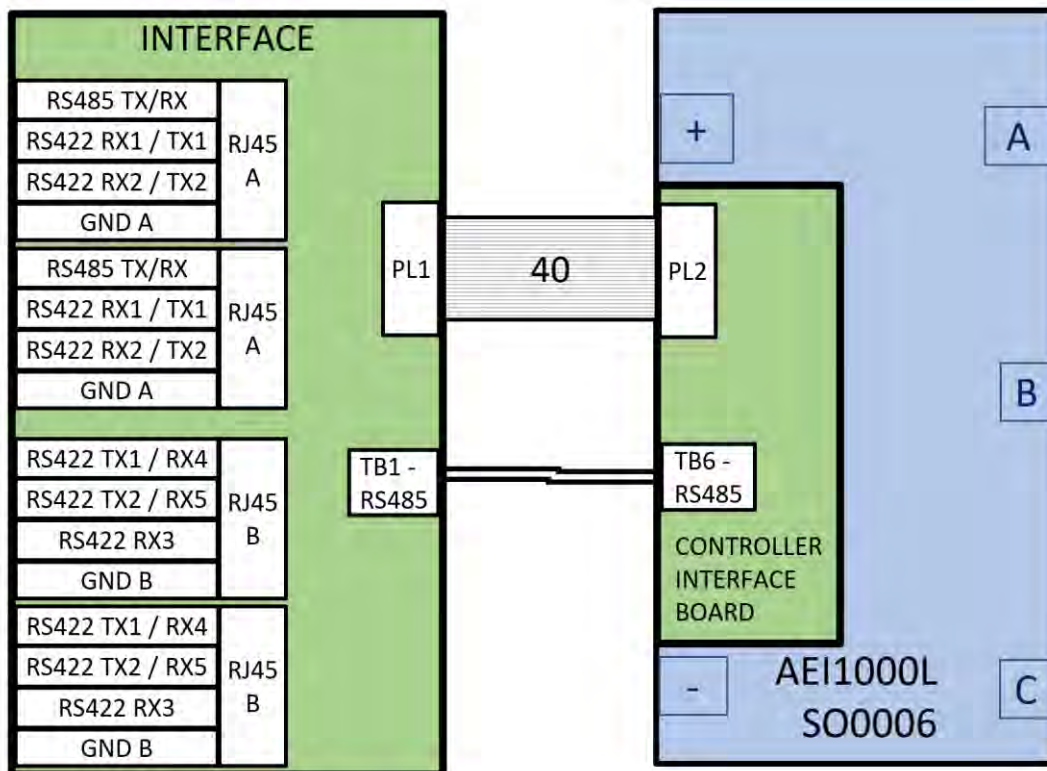 INTERFACE
RS485 TX/RX
RS422 RX1 / TX1
RS422 RX2 / TX2
GND A
RJ45
A
RS485 TX/RX
RS422 RX1 / TX1
RS422 RX2 / TX2
GND A
RJ45
A
RS422 TX1 / RX4
RS422 TX2 / RX5
RS422 RX3
GND B
RJ45
B
RS422 TX1 / RX4
RS422 TX2 / RX5
RS422 RX3
GND B
RJ45
B
PL1
40
PL2
TB1 -
RS485
TB6 -
RS485
CONTROLLER
INTERFACE
BOARD
+
-
A
B
C
AEI1000L
SO0006